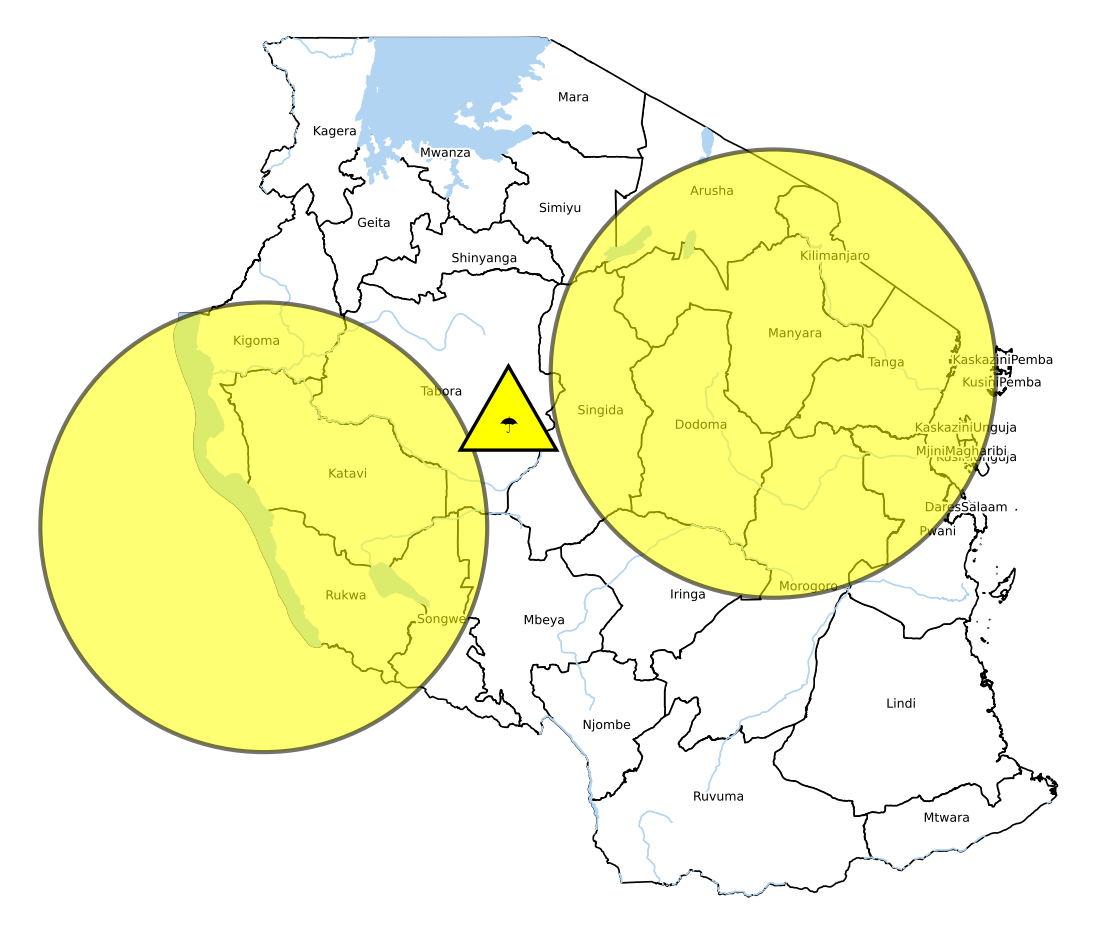 Mara
Kagera
Mwanza
Arusha
Simiyu
Geita
Kilimanjaro
Shinyanga
Manyara
Kigoma
KaskaziniPemba
Tanga
KusiniPemba
Tabora
Singida
Dodoma
KaskaziniUnguja
MjiniMagharibi
KusiniUnguja
Katavi
DaresSalaam
Pwani
Morogoro
Iringa
Rukwa
Songwe
Mbeya
Lindi
Njombe
Ruvuma
Mtwara